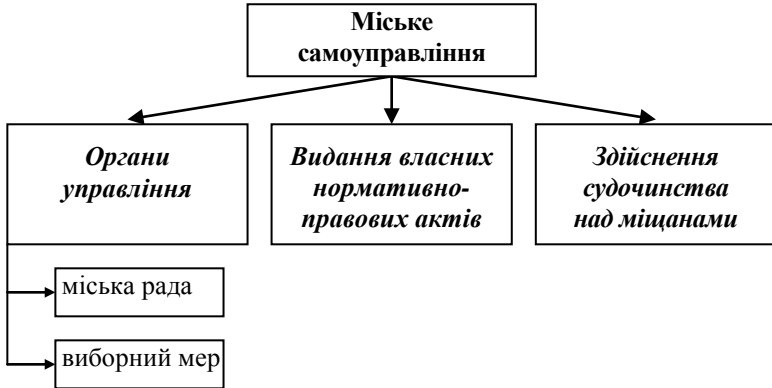 Міське
самоуправління
Органи
управління
Видання власних
нормативно-
правових актів
Здійснення
судочинства
над міщанами
міська рада
виборний мер